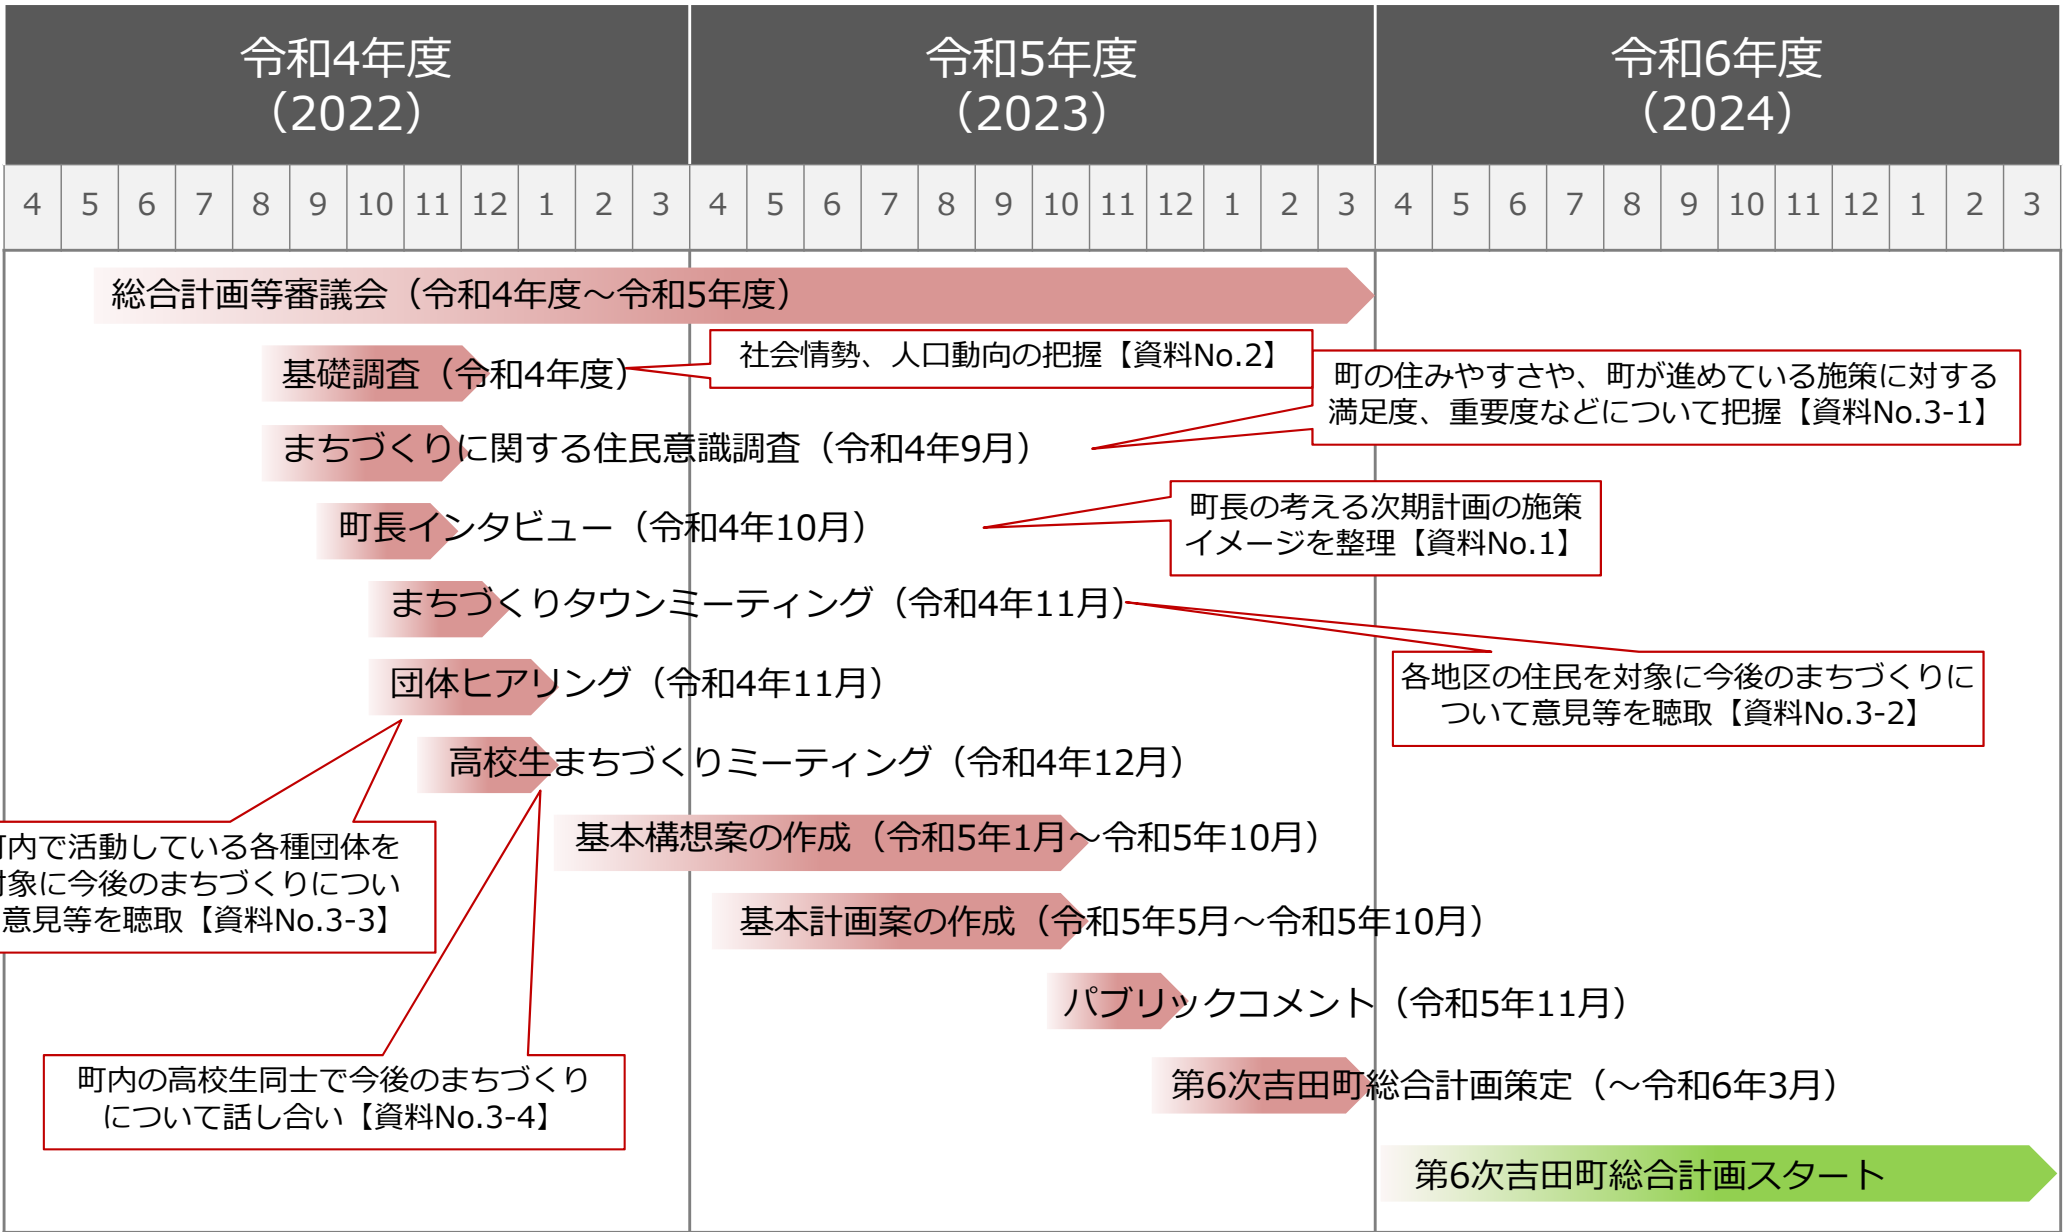 令和4年度
（2022）
令和5年度
（2023）
令和6年度
（2024）
4 5 6 7 8 9 10 11 12 1 2 3 4 5 6 7 8 9 10 11 12 1 2 3 4 5 6 7 8 9 10 11 12 1 2 3
総合計画等審議会（令和4年度～令和5年度）
基礎調査（令和4年度）
社会情勢、人口動向の把握【資料No.2】
町の住みやすさや、町が進めている施策に対する
満足度、重要度などについて把握【資料No.3-1】
まちづくりに関する住民意識調査（令和4年9月）
町長インタビュー（令和4年10月）
町長の考える次期計画の施策
イメージを整理【資料No.1】
まちづくりタウンミーティング（令和4年11月）
団体ヒアリング（令和4年11月）
各地区の住民を対象に今後のまちづくりに
ついて意見等を聴取【資料No.3-2】
高校生まちづくりミーティング（令和4年12月）
基本構想案の作成（令和5年1月～令和5年10月）
町内で活動している各種団体を
対象に今後のまちづくりについ
意見等を聴取【資料No.3-3】
基本計画案の作成（令和5年5月～令和5年10月）
パブリックコメント（令和5年11月）
町内の高校生同士で今後のまちづくり
について話し合い【資料No.3-4】
第6次吉田町総合計画策定（～令和6年3月）
第6次吉田町総合計画スタート